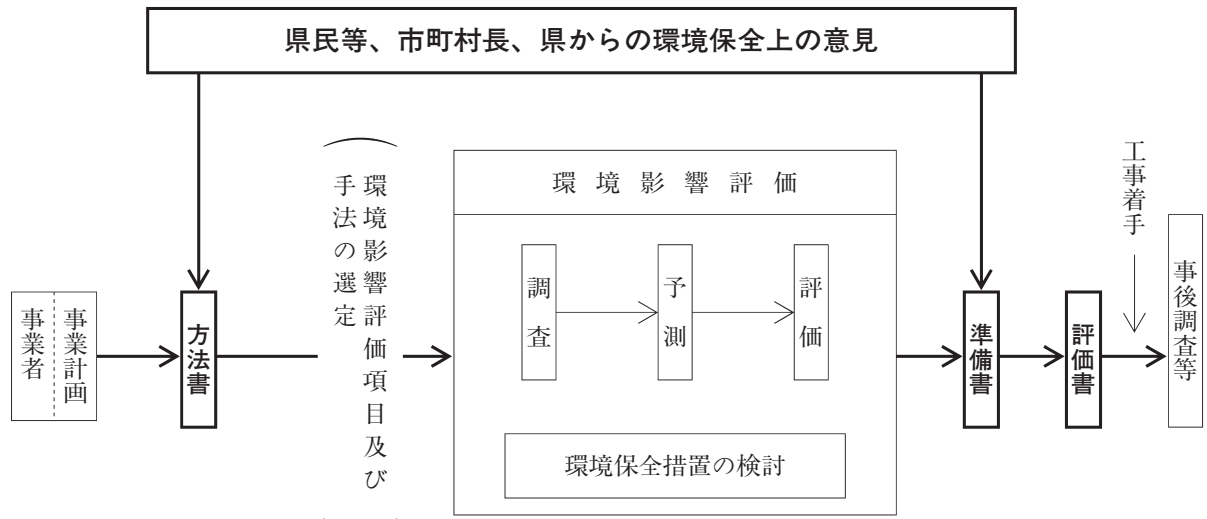 県民等、市町村長、県からの環境保全上の意見
事業者
事業計画
方法書
環境影響評価項目及び
手法の選定
環境影響評価
調査
予測
評価
環境保全措置の検討
準備書
評価書
工事着手
事後調査等